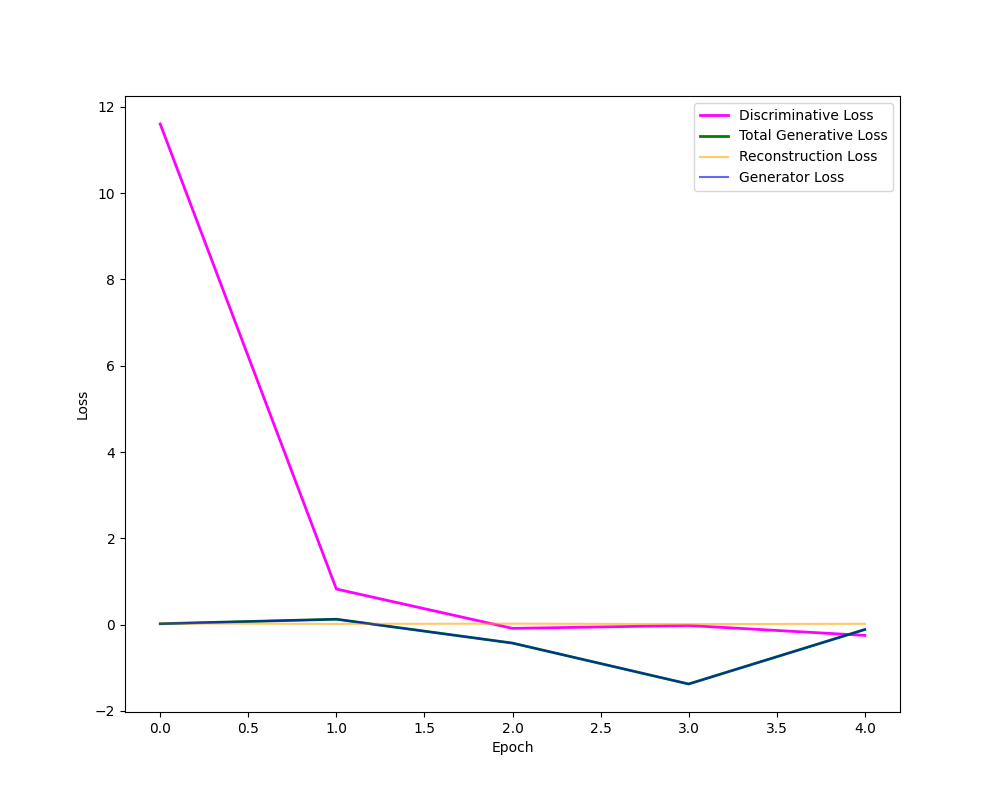 12
10
8
6
4
2
0
−2
Loss
0.0 0.5 1.0 1.5 2.0 2.5 3.0 3.5 4.0
Epoch
Discriminative Loss
Total Generative Loss
Reconstruction Loss
Generator Loss